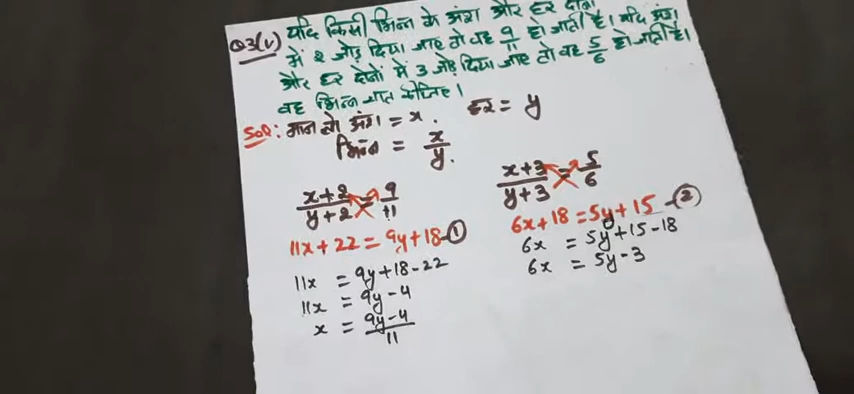 Q3(v) यदि किसी भिन्न के अंश और हर दोनों
में 2 जोड़ दिया जाए तो वह 9/11 हो जाती है। यदि अंश
और हर दोनों में 3 जोड़ दिया जाए तो वह 5/6 हो जाती है।
वह भिन्न ज्ञात कीजिए।
Sol: मान लो अंश = x. हर = y
भिन्न = x/y.
(x+2)/(y+2) = 9/11
11x + 22 = 9y + 18 - ①
11x = 9y + 18 - 22
11x = 9y - 4
x = (9y - 4)/11
(x+3)/(y+3) = 5/6
6x + 18 = 5y + 15 - ②
6x = 5y + 15 - 18
6x = 5y - 3